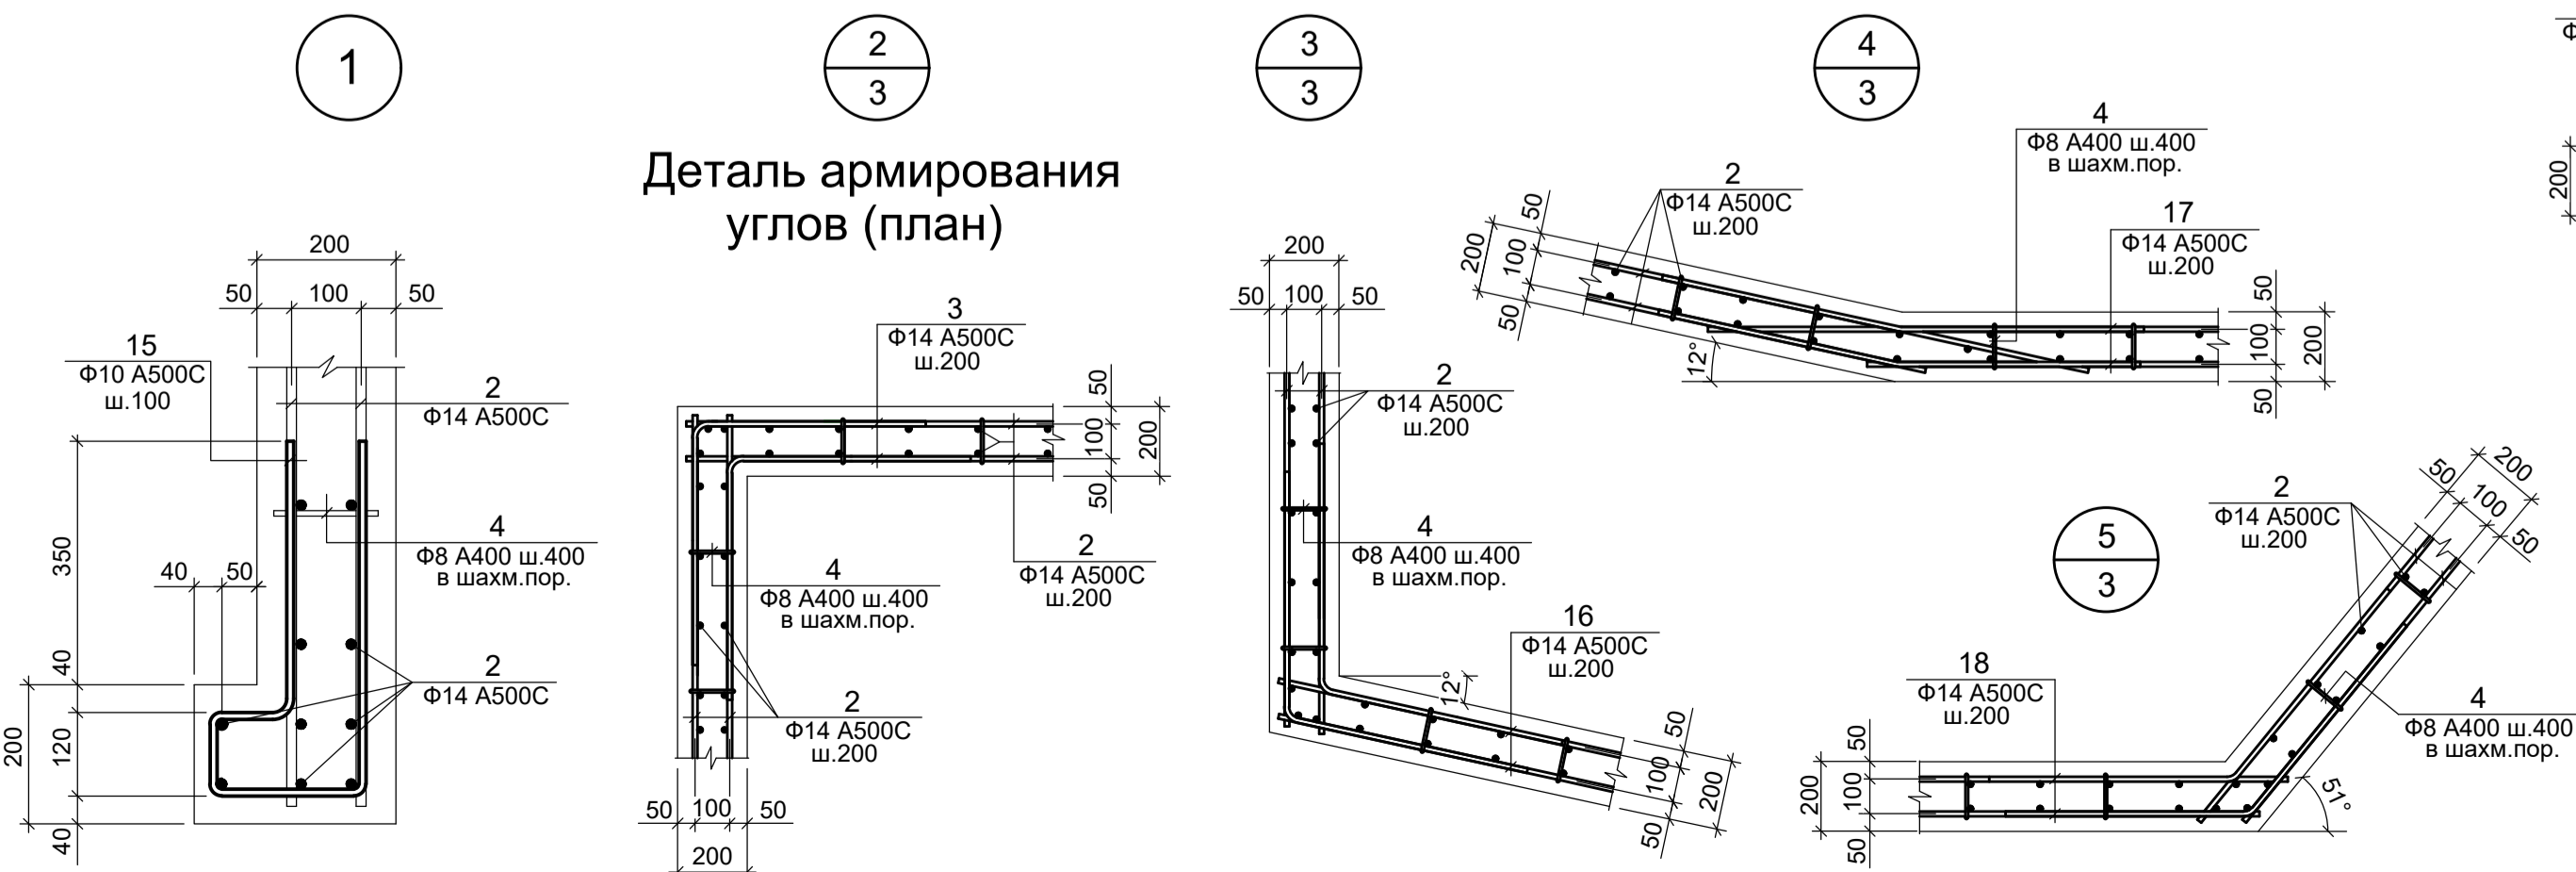 1
2
3
Деталь армирования
углов (план)
3
3
4
3
5
3
200
50
100
50
15
Ф10 А500С
ш.100
2
Ф14 А500С
4
Ф8 А400 ш.400
в шахм.пор.
2
Ф14 А500С
350
40
50
40
200
120
40
3
Ф14 А500С
ш.200
50
100
200
50
2
Ф14 А500С
ш.200
4
Ф8 А400 ш.400
в шахм.пор.
2
Ф14 А500С
ш.200
50
100
50
200
200
50
100
50
2
Ф14 А500С
ш.200
4
Ф8 А400 ш.400
в шахм.пор.
16
Ф14 А500С
ш.200
12°
50
100
200
50
4
Ф8 А400 ш.400
в шахм.пор.
2
Ф14 А500С
ш.200
17
Ф14 А500С
ш.200
50
200
100
50
12°
50
100
200
50
2
Ф14 А500С
ш.200
50
200
100
50
18
Ф14 А500С
ш.200
4
Ф8 А400 ш.400
в шахм.пор.
50
200
100
50
51°
Ф
200